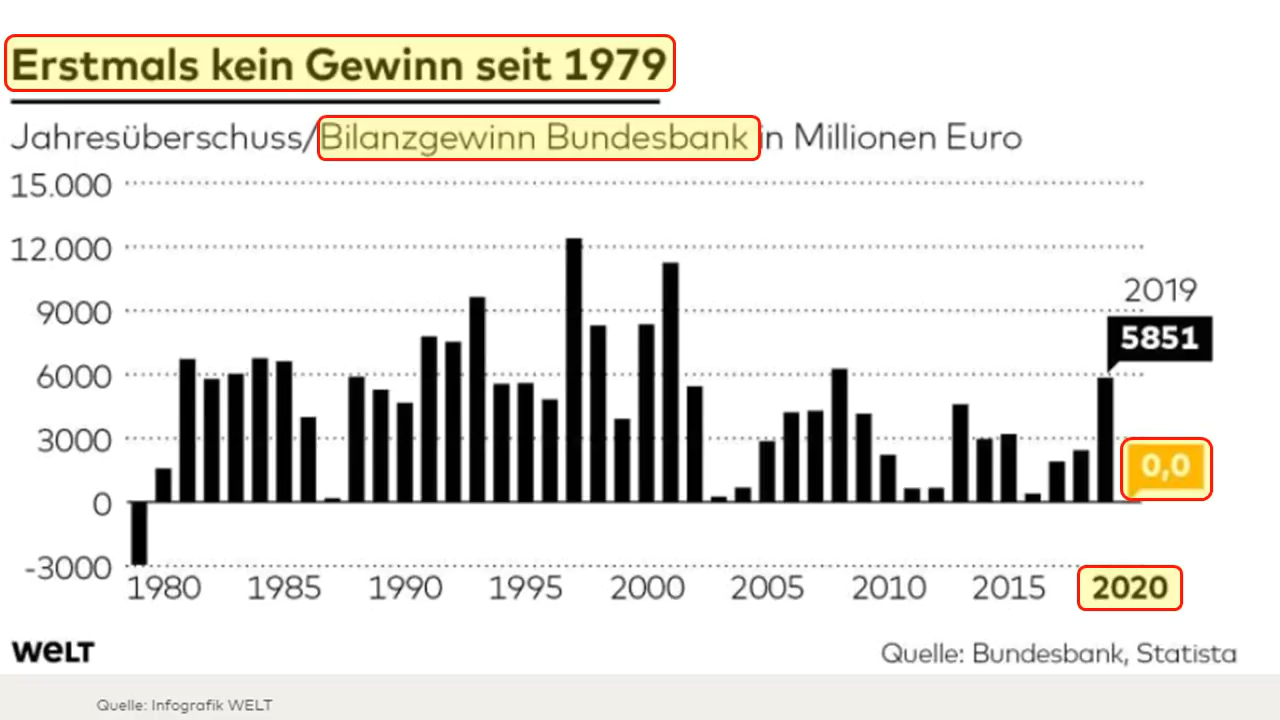 Erstmals kein Gewinn seit 1979
Jahresüberschuss/Bilanzgewinn Bundesbank in Millionen Euro
15.000
12.000
2019
9000
5851
6000
3000
0,0
0
-3000
1980 1985 1990 1995 2000 2005 2010 2015 2020
WELT
Quelle: Bundesbank, Statista
Quelle: Infografik WELT